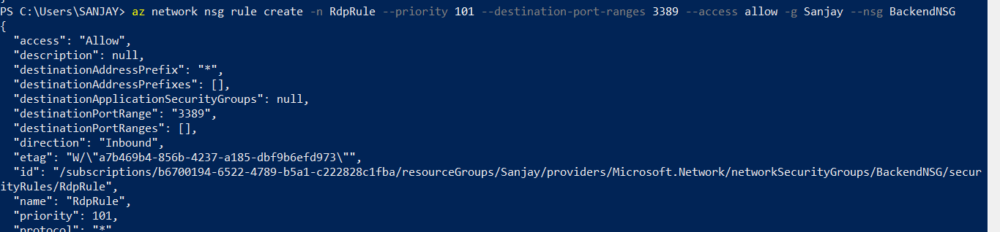 PS C:\Users\SANJAY> az network nsg rule create -n RdpRule --priority 101 --destination-port-ranges 3389 --access allow -g Sanjay --nsg BackendNSG
{
  "access": "Allow",
  "description": null,
  "destinationAddressPrefix": "*",
  "destinationAddressPrefixes": [],
  "destinationApplicationSecurityGroups": null,
  "destinationPortRange": "3389",
  "destinationPortRanges": [],
  "direction": "Inbound",
  "etag": "W/\"a7b469b4-856b-4237-a185-dbf9b6efd973\"",
  "id": "/subscriptions/b6700194-6522-4789-b5a1-c222828c1fba/resourceGroups/Sanjay/providers/Microsoft.Network/networkSecurityGroups/BackendNSG/secur
ityRules/RdpRule",
  "name": "RdpRule",
  "priority": 101,
  "protocol": "*"